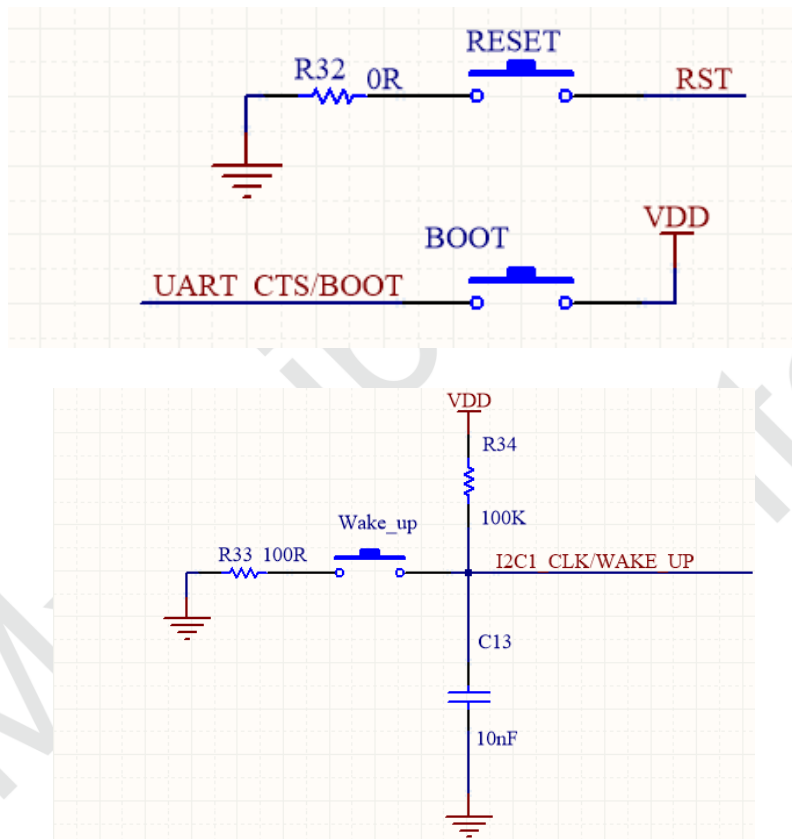 RESET
R32 0R
RST
VDD
BOOT
UART CTS/BOOT
VDD
R34
100K
Wake_up
R33 100R
I2C1 CLK/WAKE UP
C13
10nF